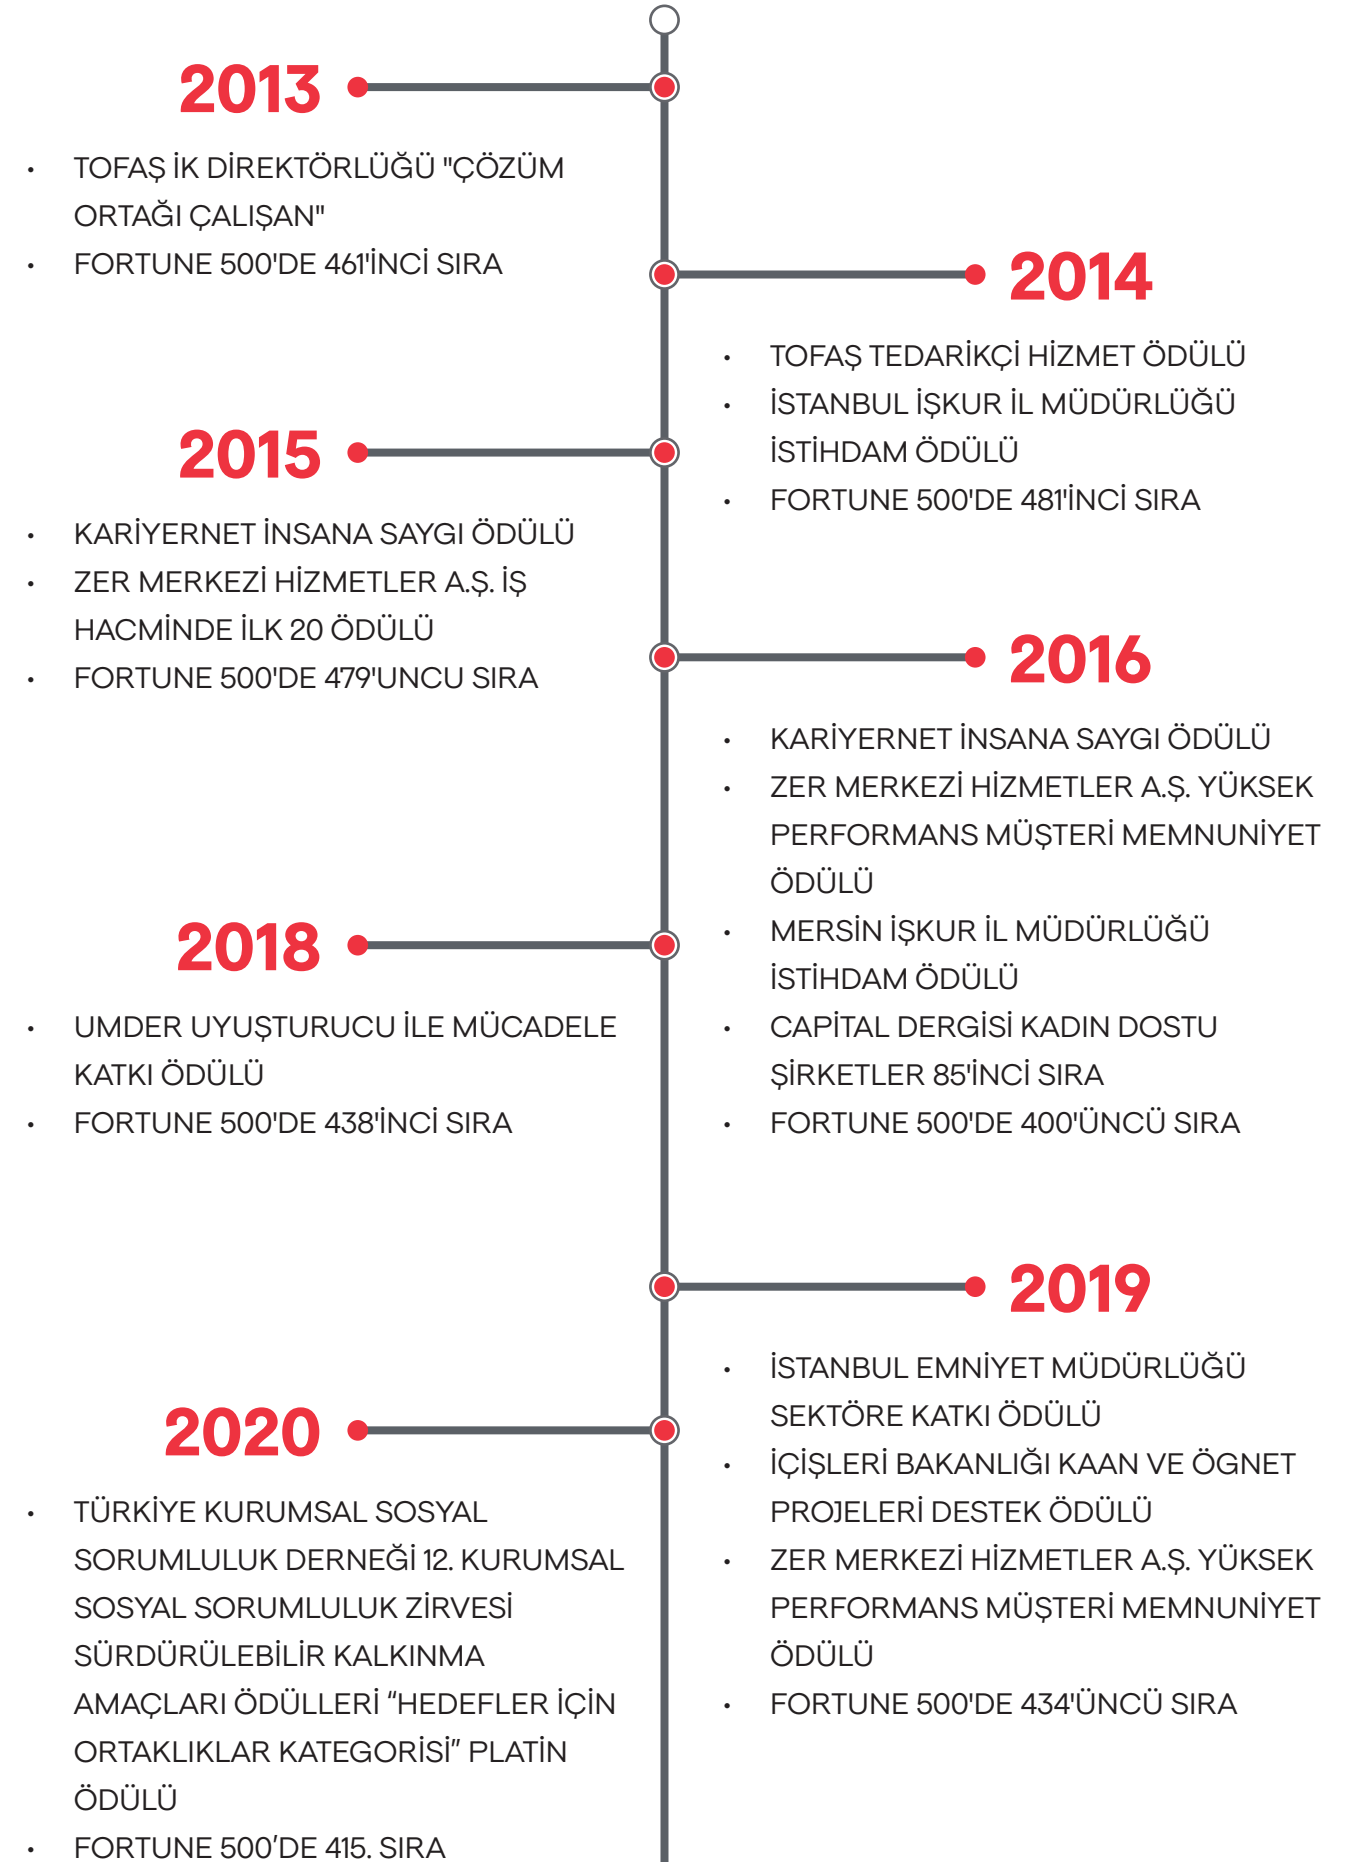 2013
• TOFAŞ İK DİREKTÖRLÜĞÜ "ÇÖZÜM
ORTAĞI ÇALIŞAN"
• FORTUNE 500'DE 461'İNCİ SIRA
2014
• TOFAŞ TEDARİKÇİ HİZMET ÖDÜLÜ
• İSTANBUL İŞKUR İL MÜDÜRLÜĞÜ
İSTİHDAM ÖDÜLÜ
• FORTUNE 500'DE 481'İNCİ SIRA
2015
• KARİYERNET İNSANA SAYGI ÖDÜLÜ
• ZER MERKEZİ HİZMETLER A.Ş. İŞ
HACMİNDE İLK 20 ÖDÜLÜ
• FORTUNE 500'DE 479'UNCU SIRA
2016
• KARİYERNET İNSANA SAYGI ÖDÜLÜ
• ZER MERKEZİ HİZMETLER A.Ş. YÜKSEK
PERFORMANS MÜŞTERİ MEMNUNİYET
ÖDÜLÜ
• MERSİN İŞKUR İL MÜDÜRLÜĞÜ
İSTİHDAM ÖDÜLÜ
• CAPİTAL DERGİSİ KADIN DOSTU
ŞİRKETLER 85'İNCİ SIRA
• FORTUNE 500'DE 400'ÜNCÜ SIRA
2018
• UMDER UYUŞTURUCU İLE MÜCADELE
KATKI ÖDÜLÜ
• FORTUNE 500'DE 438'İNCİ SIRA
2019
• İSTANBUL EMNİYET MÜDÜRLÜĞÜ
SEKTÖRE KATKI ÖDÜLÜ
• İÇİŞLERİ BAKANLIĞI KAAN VE ÖGNET
PROJELERİ DESTEK ÖDÜLÜ
• ZER MERKEZİ HİZMETLER A.Ş. YÜKSEK
PERFORMANS MÜŞTERİ MEMNUNİYET
ÖDÜLÜ
• FORTUNE 500'DE 434'ÜNCÜ SIRA
2020
• TÜRKİYE KURUMSAL SOSYAL
SORUMLULUK DERNEĞİ 12. KURUMSAL
SOSYAL SORUMLULUK ZİRVESİ
SÜRDÜRÜLEBİLİR KALKINMA
AMAÇLARI ÖDÜLLERİ “HEDEFLER İÇİN
ORTAKLIKLAR KATEGORİSİ” PLATİN
ÖDÜLÜ
• FORTUNE 500’DE 415. SIRA